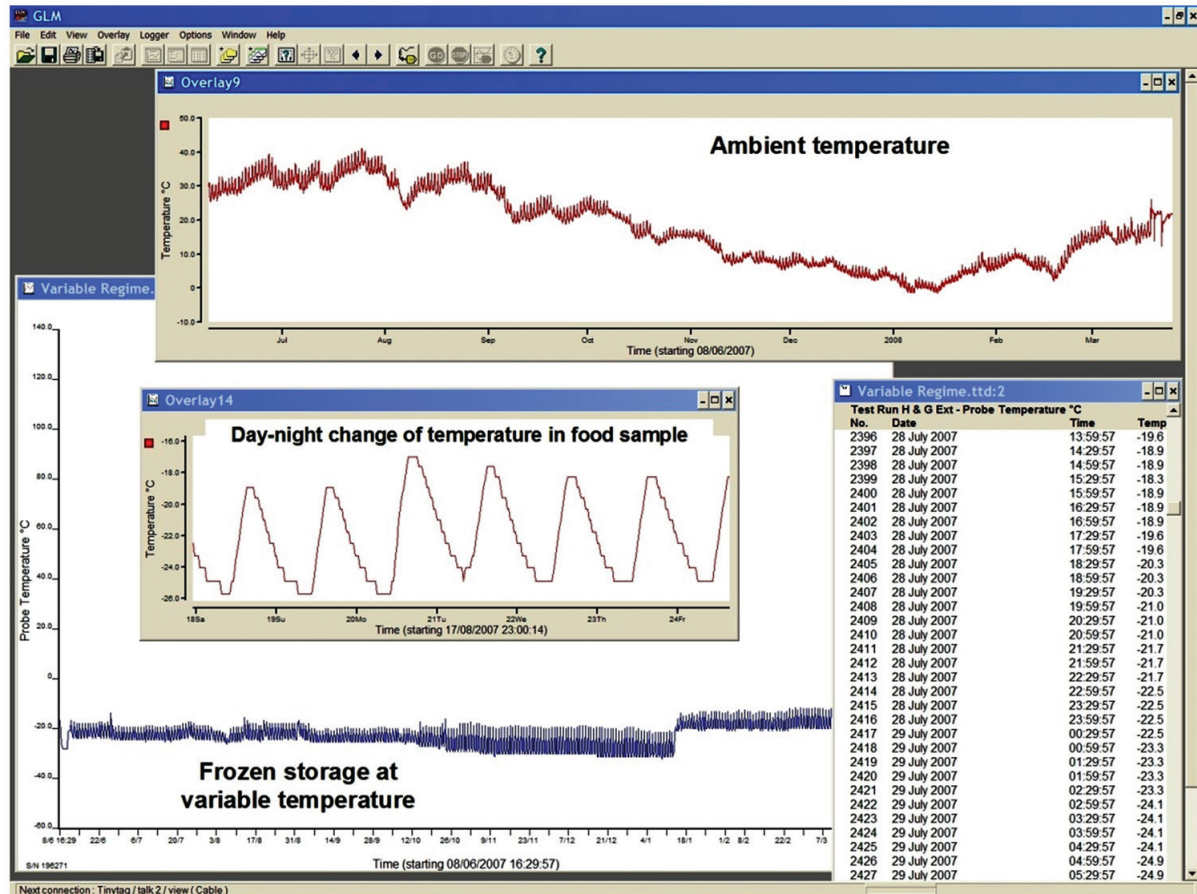 GLM
File Edit View Overlay Logger Options Window Help
Overlay9
Ambient temperature
Temperature °C
50.0
40.0
30.0
20.0
10.0
0
-10.0
Jul Aug Sep Oct Nov Dec 2008 Feb Mar
Time (starting 08/06/2007)
Variable Regime.
Probe Temperature °C
140.0
120.0
100.0
80.0
60.0
40.0
20.0
0
-20.0
-40.0
-60.0
Frozen storage at
variable temperature
8/6 16:29 22/6 6/7 20/7 3/8 17/8 31/8 14/9 28/9 12/10 26/10 9/11 23/11 7/12 21/12 4/1 18/1 1/2 8/2 22/2 7/3
S/N 196271
Time (starting 08/06/2007 16:29:57)
Overlay14
Day-night change of temperature in food sample
Temperature °C
-16.0
-18.0
-20.0
-22.0
-24.0
-26.0
18Sa 19Su 20Mo 21Tu 22We 23Th 24Fr
Time (starting 17/08/2007 23:00:14)
Variable Regime.ttd:2
Test Run H & G Ext - Probe Temperature °C
No. Date Time Temp
2396 28 July 2007 13:59:57 -19.6
2397 28 July 2007 14:29:57 -18.9
2398 28 July 2007 14:59:57 -18.9
2399 28 July 2007 15:29:57 -18.3
2400 28 July 2007 15:59:57 -18.9
2401 28 July 2007 16:29:57 -18.9
2402 28 July 2007 16:59:57 -18.9
2403 28 July 2007 17:29:57 -19.6
2404 28 July 2007 17:59:57 -19.6
2405 28 July 2007 18:29:57 -20.3
2406 28 July 2007 18:59:57 -20.3
2407 28 July 2007 19:29:57 -20.3
2408 28 July 2007 19:59:57 -21.0
2409 28 July 2007 20:29:57 -21.0
2410 28 July 2007 20:59:57 -21.0
2411 28 July 2007 21:29:57 -21.7
2412 28 July 2007 21:59:57 -21.7
2413 28 July 2007 22:29:57 -21.7
2414 28 July 2007 22:59:57 -22.5
2415 28 July 2007 23:29:57 -22.5
2416 28 July 2007 23:59:57 -22.5
2417 29 July 2007 00:29:57 -22.5
2418 29 July 2007 00:59:57 -23.3
2419 29 July 2007 01:29:57 -23.3
2420 29 July 2007 01:59:57 -23.3
2421 29 July 2007 02:29:57 -23.3
2422 29 July 2007 02:59:57 -24.1
2423 29 July 2007 03:29:57 -24.1
2424 29 July 2007 03:59:57 -24.1
2425 29 July 2007 04:29:57 -24.9
2426 29 July 2007 04:59:57 -24.9
2427 29 July 2007 05:29:57 -24.9
Next connection : Tinytag / talk 2 / view ( Cable )